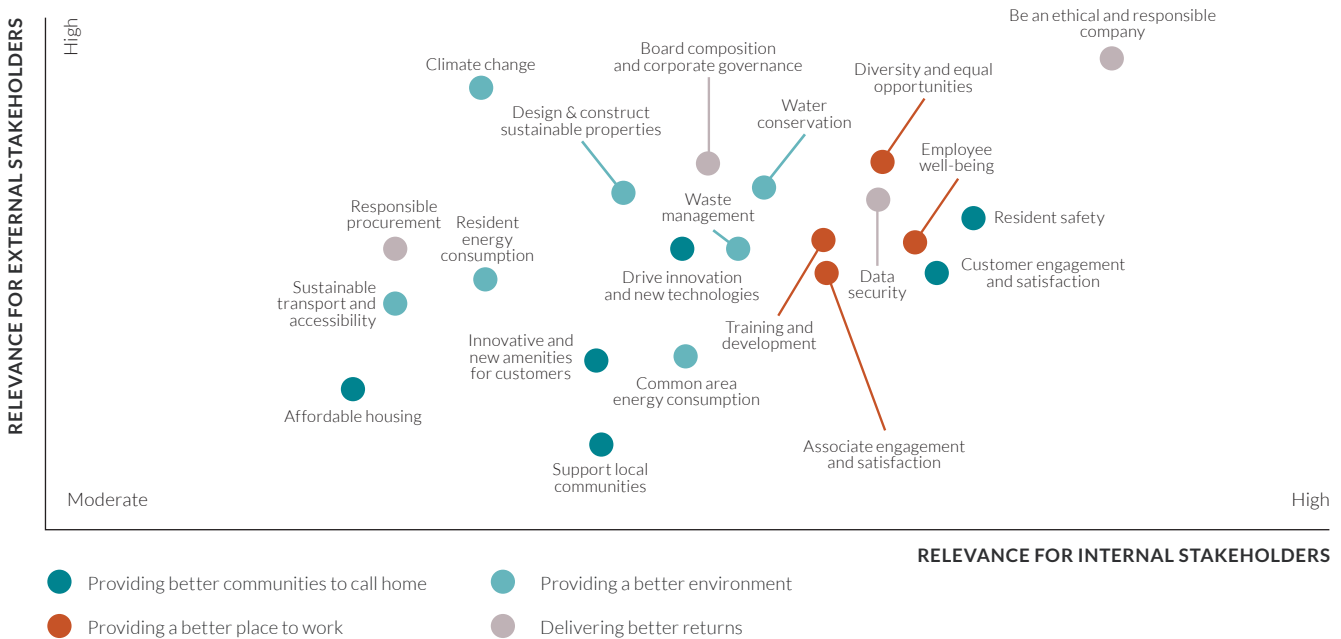 RELEVANCE FOR EXTERNAL STAKEHOLDERS
High
Be an ethical and responsible
company
Climate change
Board composition
and corporate governance
Diversity and equal
opportunities
Design & construct
sustainable properties
Water
conservation
Employee
well-being
Responsible
procurement
Resident
energy
consumption
Waste
management
Resident safety
Drive innovation
and new technologies
Data
security
Customer engagement
and satisfaction
Sustainable
transport and
accessibility
Training and
development
Innovative and
new amenities
for customers
Common area
energy consumption
Affordable housing
Associate engagement
and satisfaction
Support local
communities
Moderate
High
RELEVANCE FOR INTERNAL STAKEHOLDERS
Providing better communities to call home
Providing a better environment
Providing a better place to work
Delivering better returns